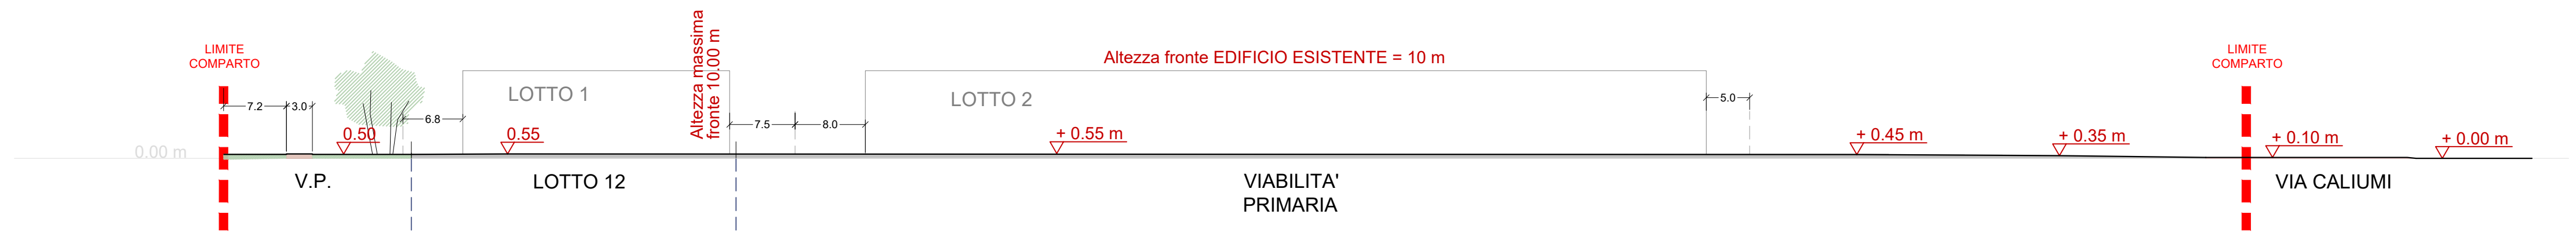 LIMITE
COMPARTO
Altezza massima
fronte 10.00 m
Altezza fronte EDIFICIO ESISTENTE = 10 m
LIMITE
COMPARTO
LOTTO 1
LOTTO 2
7.2
3.0
6.8
7.5
8.0
5.0
0.00 m
0.50
0.55
+ 0.55 m
+ 0.45 m
+ 0.35 m
+ 0.10 m
+ 0.00 m
V.P.
LOTTO 12
VIABILITA'
PRIMARIA
VIA CALIUMI